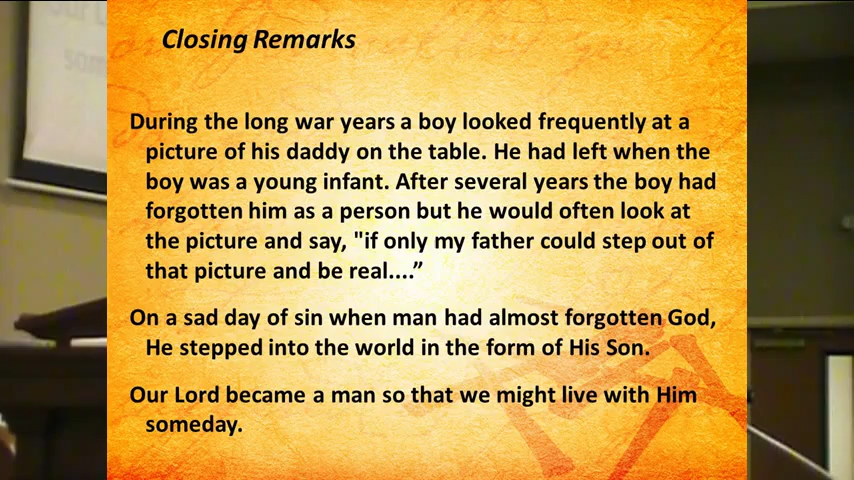 Closing Remarks
During the long war years a boy looked frequently at a
picture of his daddy on the table. He had left when the
boy was a young infant. After several years the boy had
forgotten him as a person but he would often look at
the picture and say, "if only my father could step out of
that picture and be real....”
On a sad day of sin when man had almost forgotten God,
He stepped into the world in the form of His Son.
Our Lord became a man so that we might live with Him
someday.